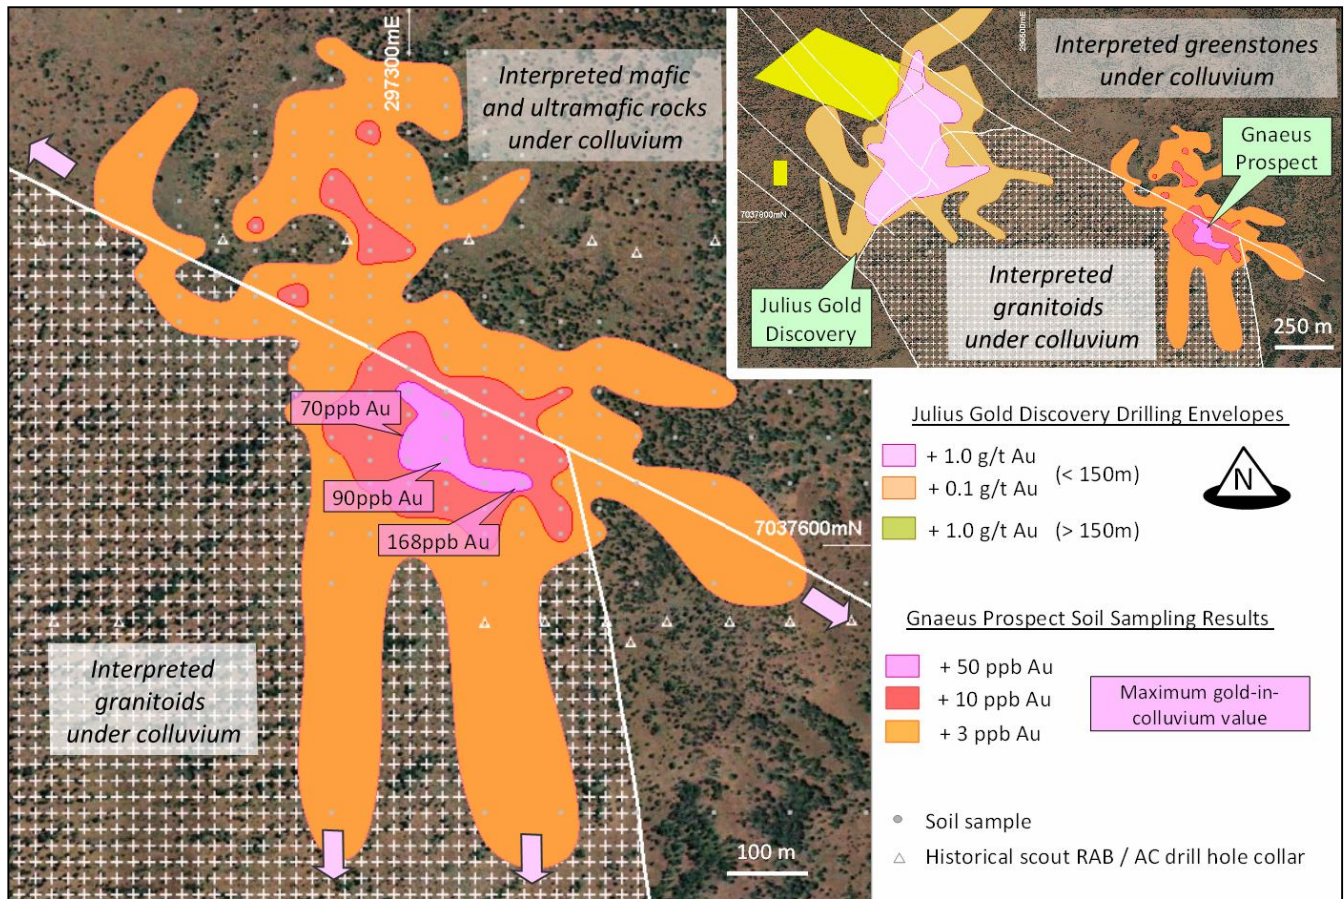 297300mE
Interpreted mafic
and ultramafic rocks
under colluvium
70ppb Au
90ppb Au
168ppb Au
7037600mN
Interpreted
granitoids
under colluvium
100 m
Interpreted greenstones
under colluvium
Gnaeus
Prospect
7037800mN
Julius Gold
Discovery
Interpreted
granitoids
under colluvium
250 m
Julius Gold Discovery Drilling Envelopes
+ 1.0 g/t Au
(< 150m)
+ 0.1 g/t Au
+ 1.0 g/t Au (> 150m)
N
Gnaeus Prospect Soil Sampling Results
+ 50 ppb Au
+ 10 ppb Au
+ 3 ppb Au
Maximum gold-in-
colluvium value
Soil sample
Historical scout RAB / AC drill hole collar